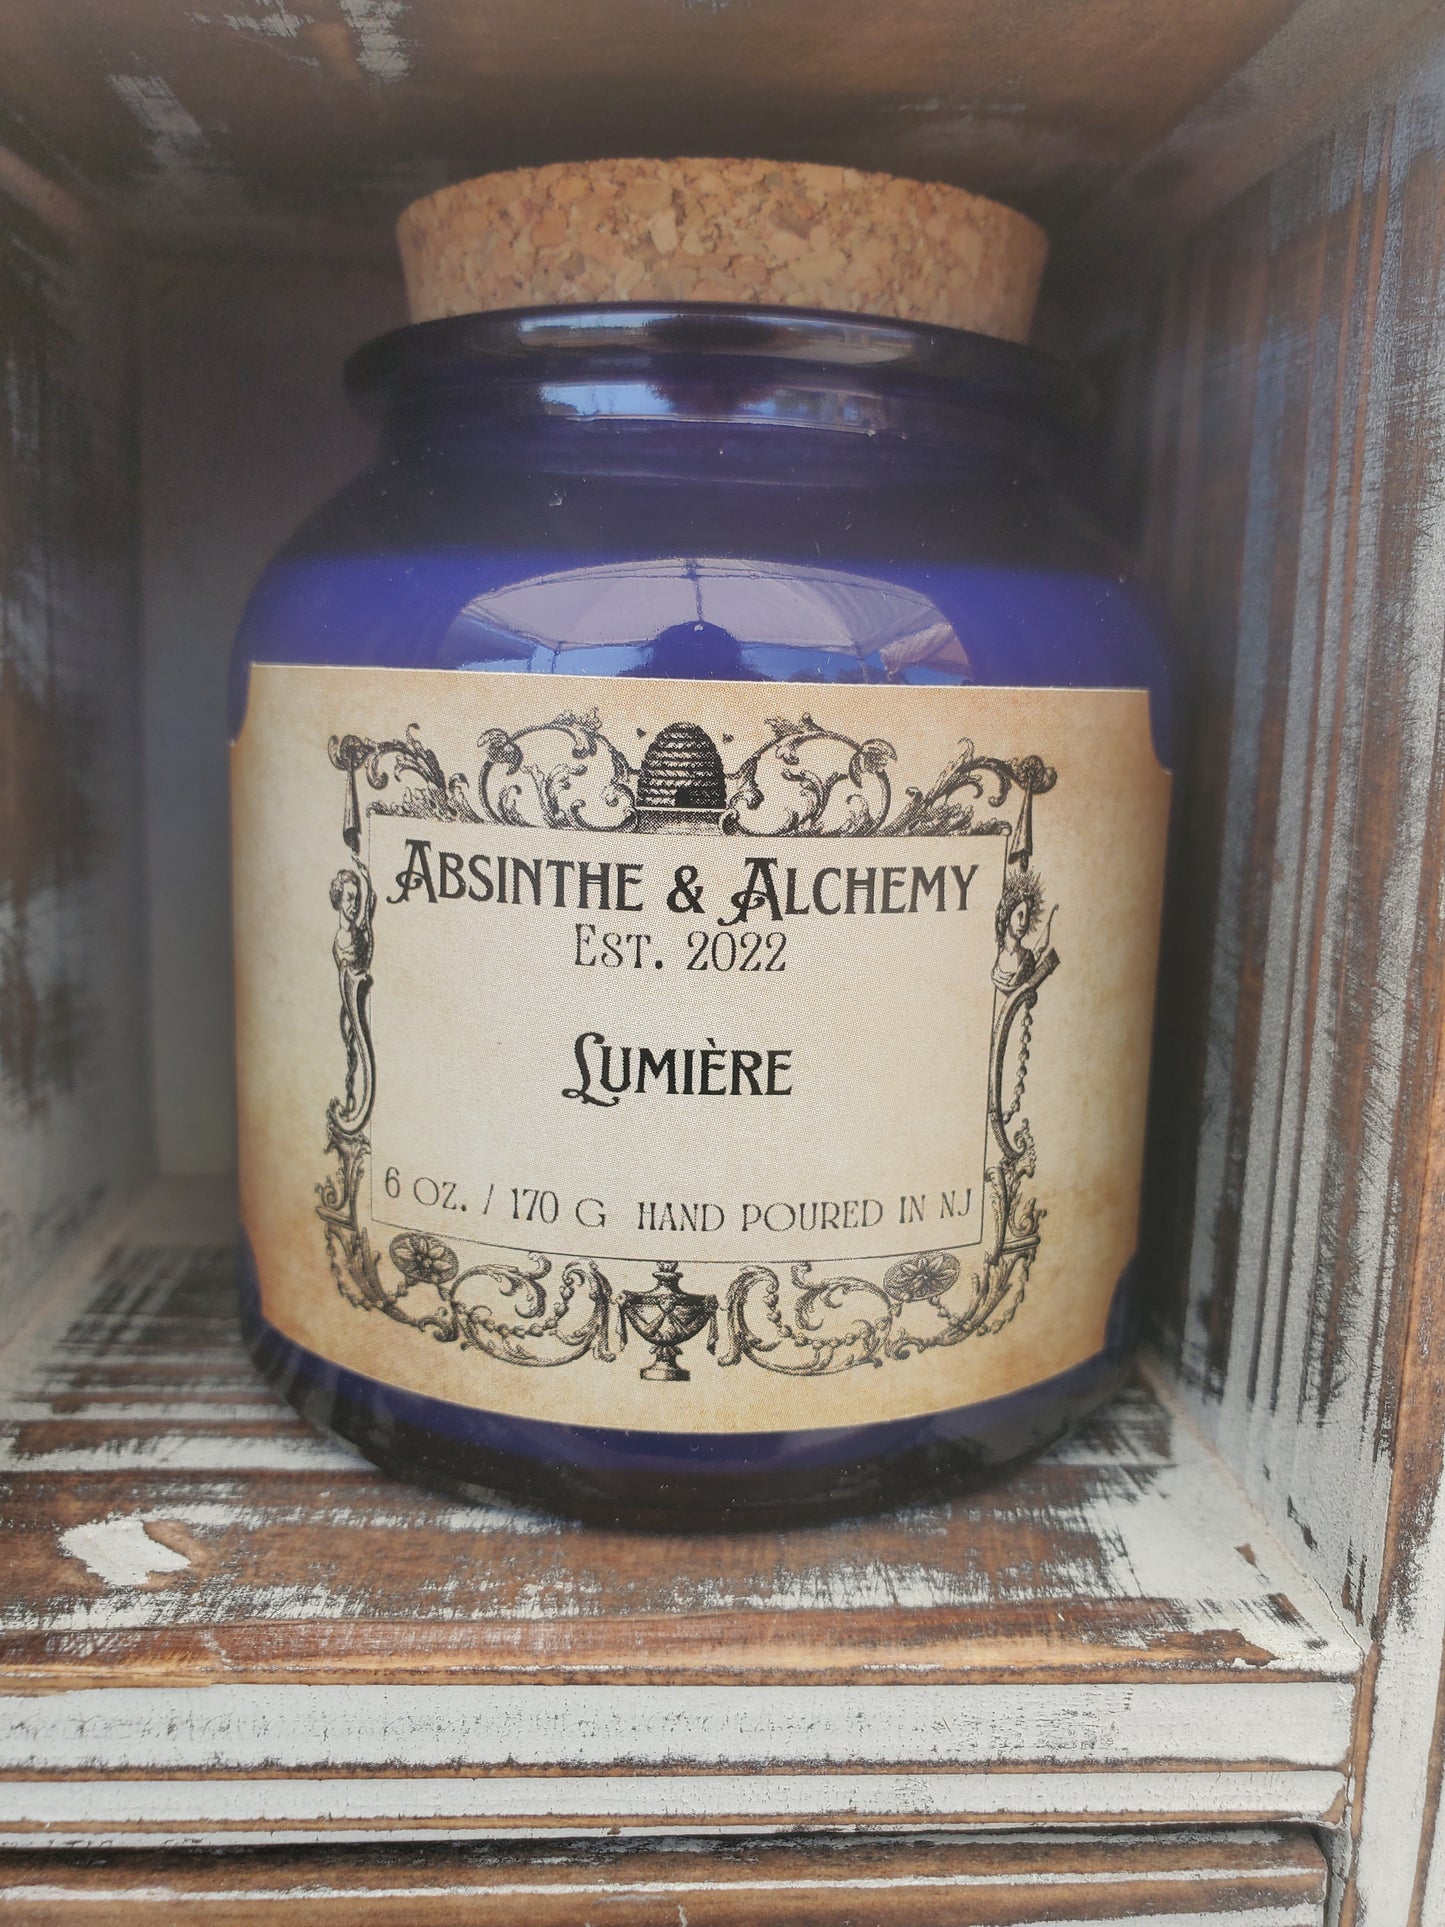 Absinthe & Alchemy
Est. 2022
Lumière
6 oz. / 170 g hand poured in NJ